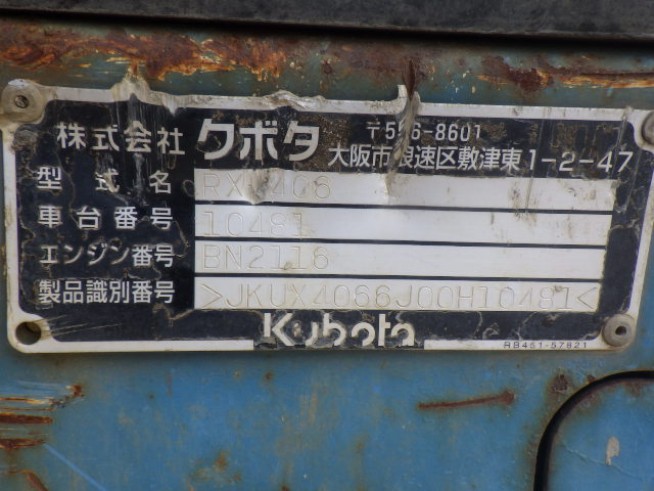 株式会社 クボタ 〒556-8601
大阪市浪速区敷津東1-2-47
型式名 RX-406
車台番号 10481
エンジン番号 BN2116
製品識別番号 >JKUX4066J00H10481<
Kubota
RB461-57821